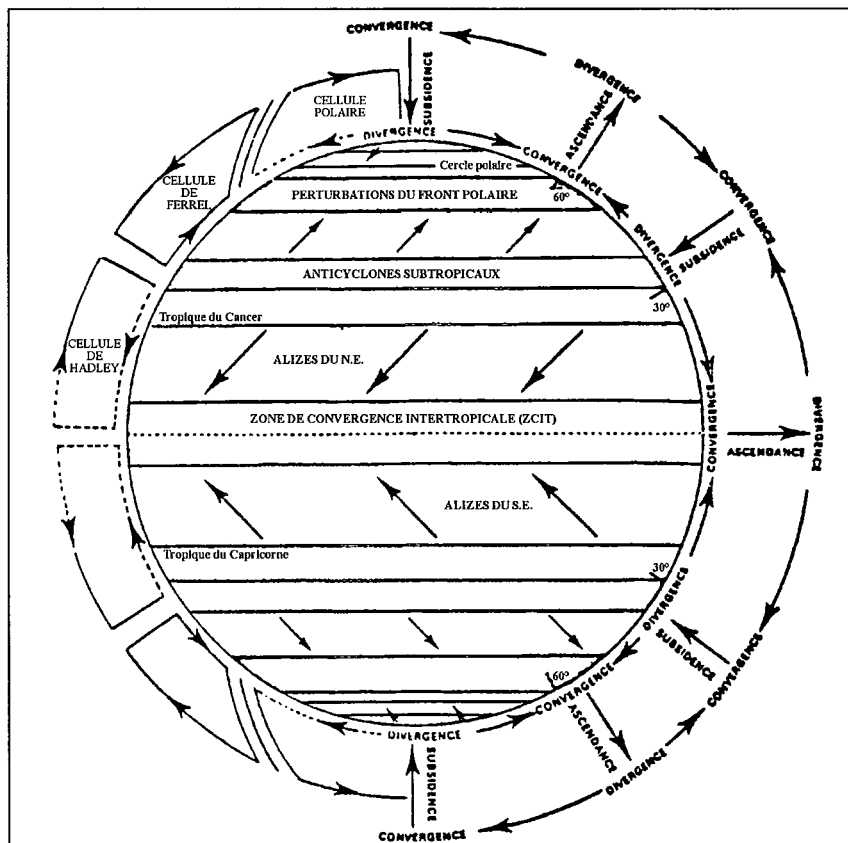 CONVERGENCE
SUBSIDENCE
DIVERGENCE
DIVERGENCE
ASCENDANCE
CONVERGENCE
CONVERGENCE
DIVERGENCE
SUBSIDENCE
CELLULE
POLAIRE
CELLULE
DE
FERREL
CELLULE
DE
HADLEY
Cercle polaire
60°
PERTURBATIONS DU FRONT POLAIRE
ANTICYCLONES SUBTROPICAUX
30°
Tropique du Cancer
ALIZES DU N.E.
ZONE DE CONVERGENCE INTERTROPICALE (ZCIT)
CONVERGENCE
ASCENDANCE
DIVERGENCE
ALIZES DU S.E.
Tropique du Capricorne
30°
DIVERGENCE
SUBSIDENCE
CONVERGENCE
60°
CONVERGENCE
ASCENDANCE
DIVERGENCE
DIVERGENCE
SUBSIDENCE
CONVERGENCE